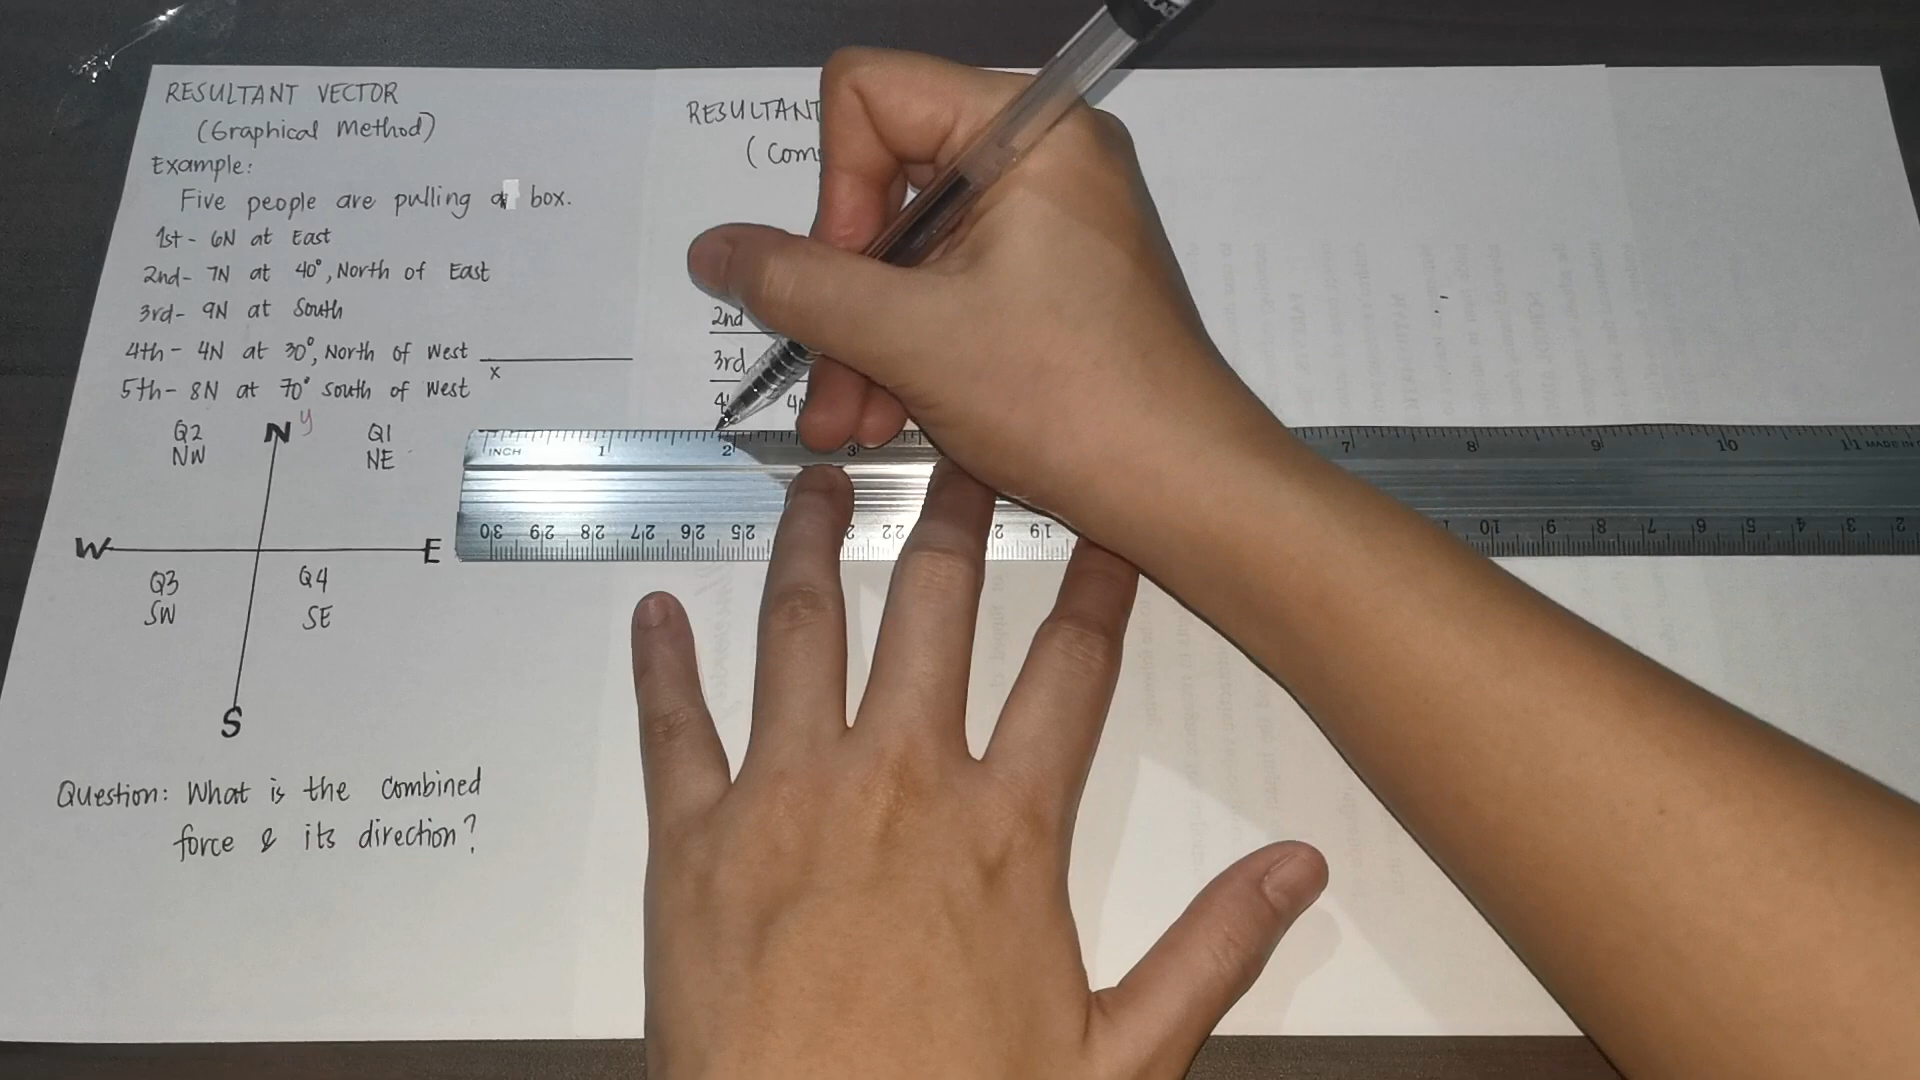 RESULTANT VECTOR
(Graphical Method)
Example:
Five people are pulling a box.
1st - 6N at East
2nd - 7N at 40°, North of East
3rd - 9N at South
4th - 4N at 30°, North of West
x
5th - 8N at 70° south of West
y
N
Q2
NW
Q1
NE
W
E
Q3
SW
Q4
SE
S
Question: What is the combined
force & its direction?
RESULTANT
(Com
2nd
3rd
INCH 1 2 3 7 8 9 10 11 MADE IN
30 29 28 27 26 25 22 19 10 9 8 7 6 5 4 3 2